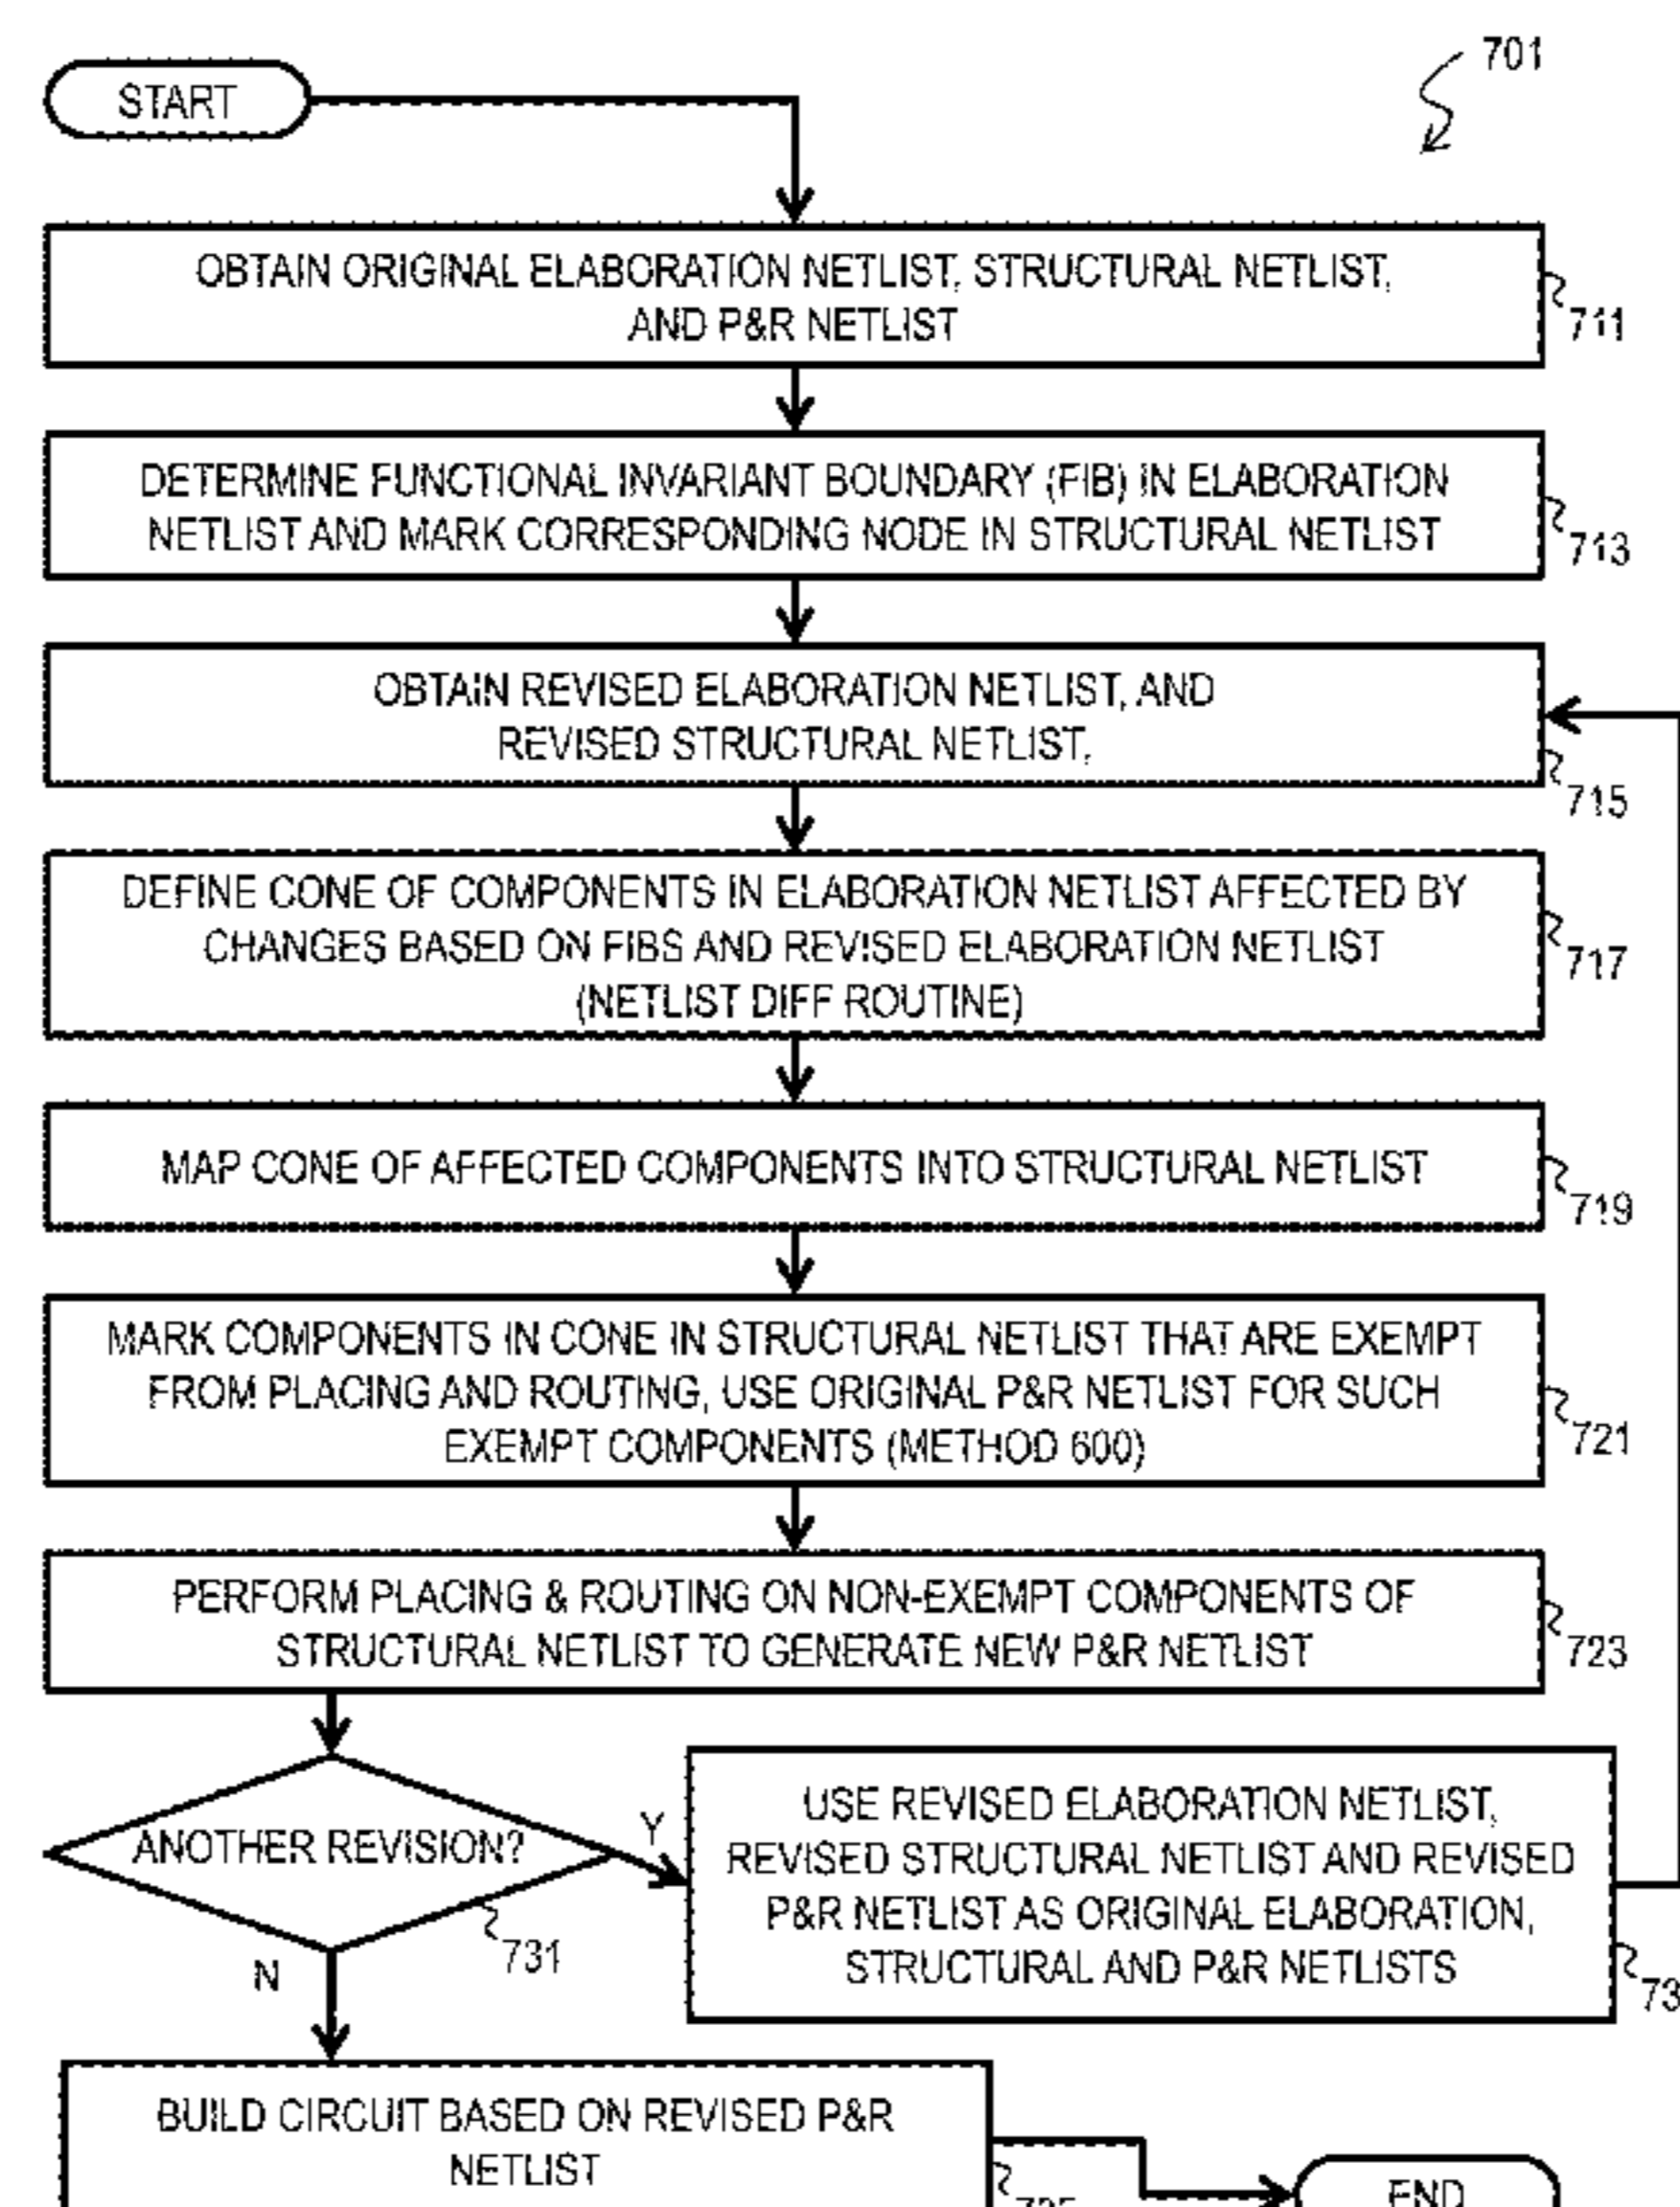 701
START
OBTAIN ORIGINAL ELABORATION NETLIST, STRUCTURAL NETLIST,
AND P&R NETLIST
711
DETERMINE FUNCTIONAL INVARIANT BOUNDARY (FIB) IN ELABORATION
NETLIST AND MARK CORRESPONDING NODE IN STRUCTURAL NETLIST
713
OBTAIN REVISED ELABORATION NETLIST, AND
REVISED STRUCTURAL NETLIST,
715
DEFINE CONE OF COMPONENTS IN ELABORATION NETLIST AFFECTED BY
CHANGES BASED ON FIBS AND REVISED ELABORATION NETLIST
(NETLIST DIFF ROUTINE)
717
MAP CONE OF AFFECTED COMPONENTS INTO STRUCTURAL NETLIST
719
MARK COMPONENTS IN CONE IN STRUCTURAL NETLIST THAT ARE EXEMPT
FROM PLACING AND ROUTING, USE ORIGINAL P&R NETLIST FOR SUCH
EXEMPT COMPONENTS (METHOD 600)
721
PERFORM PLACING & ROUTING ON NON-EXEMPT COMPONENTS OF
STRUCTURAL NETLIST TO GENERATE NEW P&R NETLIST
723
ANOTHER REVISION?
731
Y
N
USE REVISED ELABORATION NETLIST,
REVISED STRUCTURAL NETLIST AND REVISED
P&R NETLIST AS ORIGINAL ELABORATION,
STRUCTURAL AND P&R NETLISTS
73
BUILD CIRCUIT BASED ON REVISED P&R
NETLIST
END